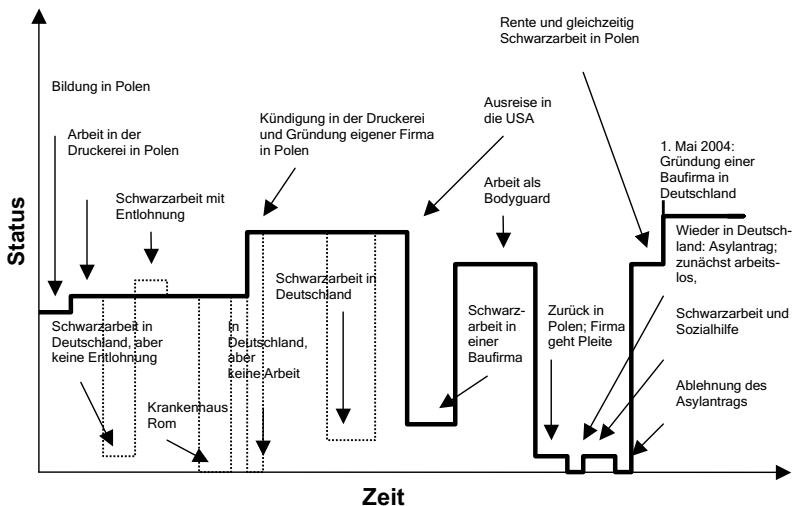 Rente und gleichzeitig
Schwarzarbeit in Polen
Bildung in Polen
Kündigung in der Druckerei
und Gründung eigener Firma
in Polen
Ausreise in
die USA
Arbeit in der
Druckerei in Polen
1. Mai 2004:
Gründung einer
Baufirma in
Deutschland
Schwarzarbeit mit
Entlohnung
Arbeit als
Bodyguard
Status
Wieder in Deutsch-
land: Asylantrag;
zunächst arbeits-
los,
Schwarzarbeit in
Deutschland
Schwarzarbeit in
Deutschland, aber
keine Entlohnung
In
Deutschland,
aber
keine Arbeit
Schwarz-
arbeit in
einer
Baufirma
Zurück in
Polen; Firma
geht Pleite
Schwarzarbeit und
Sozialhilfe
Krankenhaus
Rom
Ablehnung des
Asylantrags
Zeit